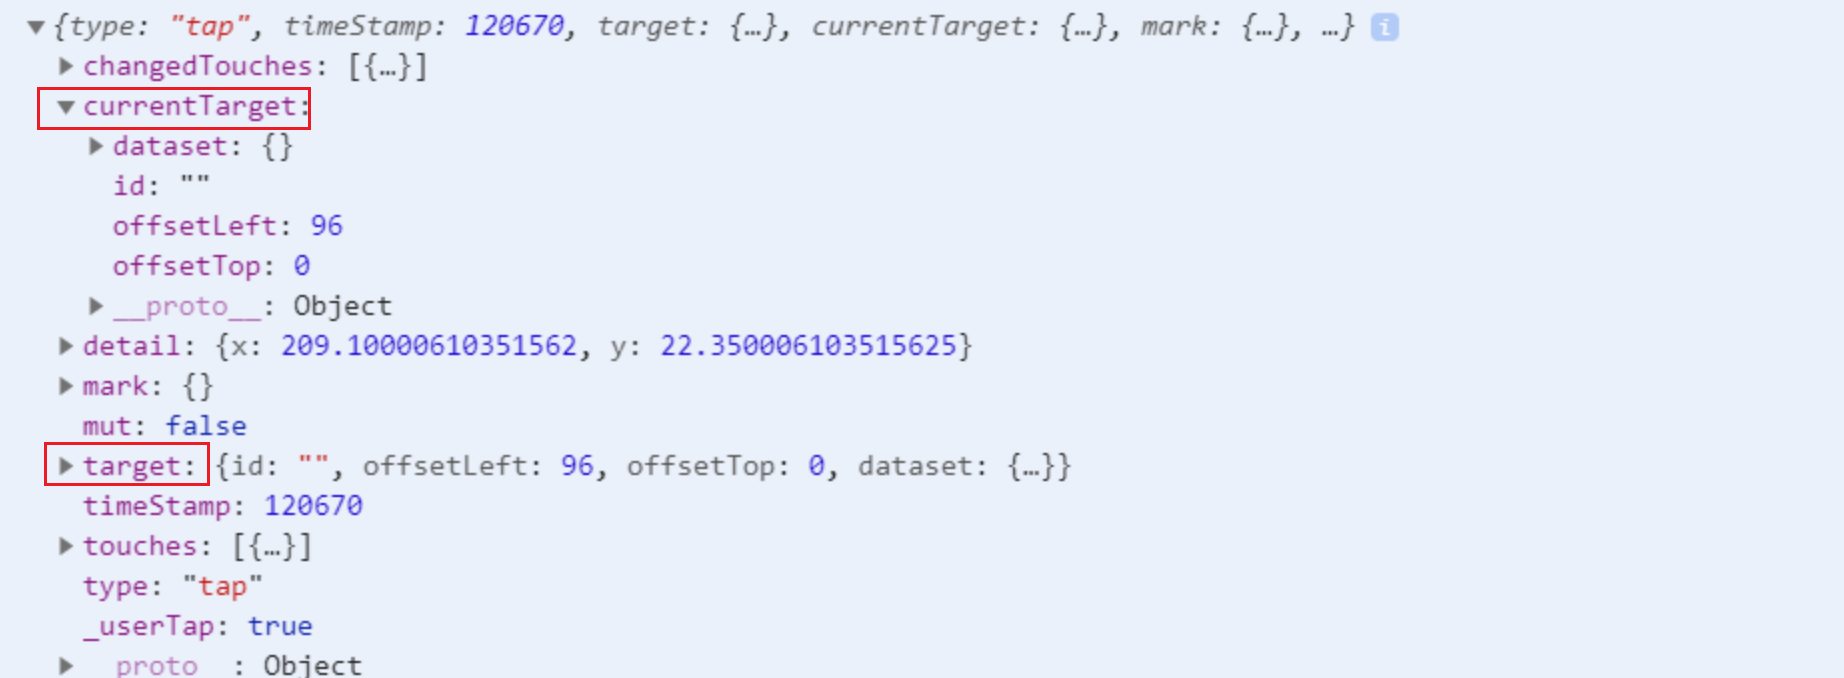 {type: "tap", timeStamp: 120670, target: {…}, currentTarget: {…}, mark: {…}, …} i
changedTouches: [{…}]
currentTarget:
dataset: {}
id: ""
offsetLeft: 96
offsetTop: 0
__proto__: Object
detail: {x: 209.10000610351562, y: 22.350006103515625}
mark: {}
mut: false
target: {id: "", offsetLeft: 96, offsetTop: 0, dataset: {…}}
timeStamp: 120670
touches: [{…}]
type: "tap"
_userTap: true
proto : Object